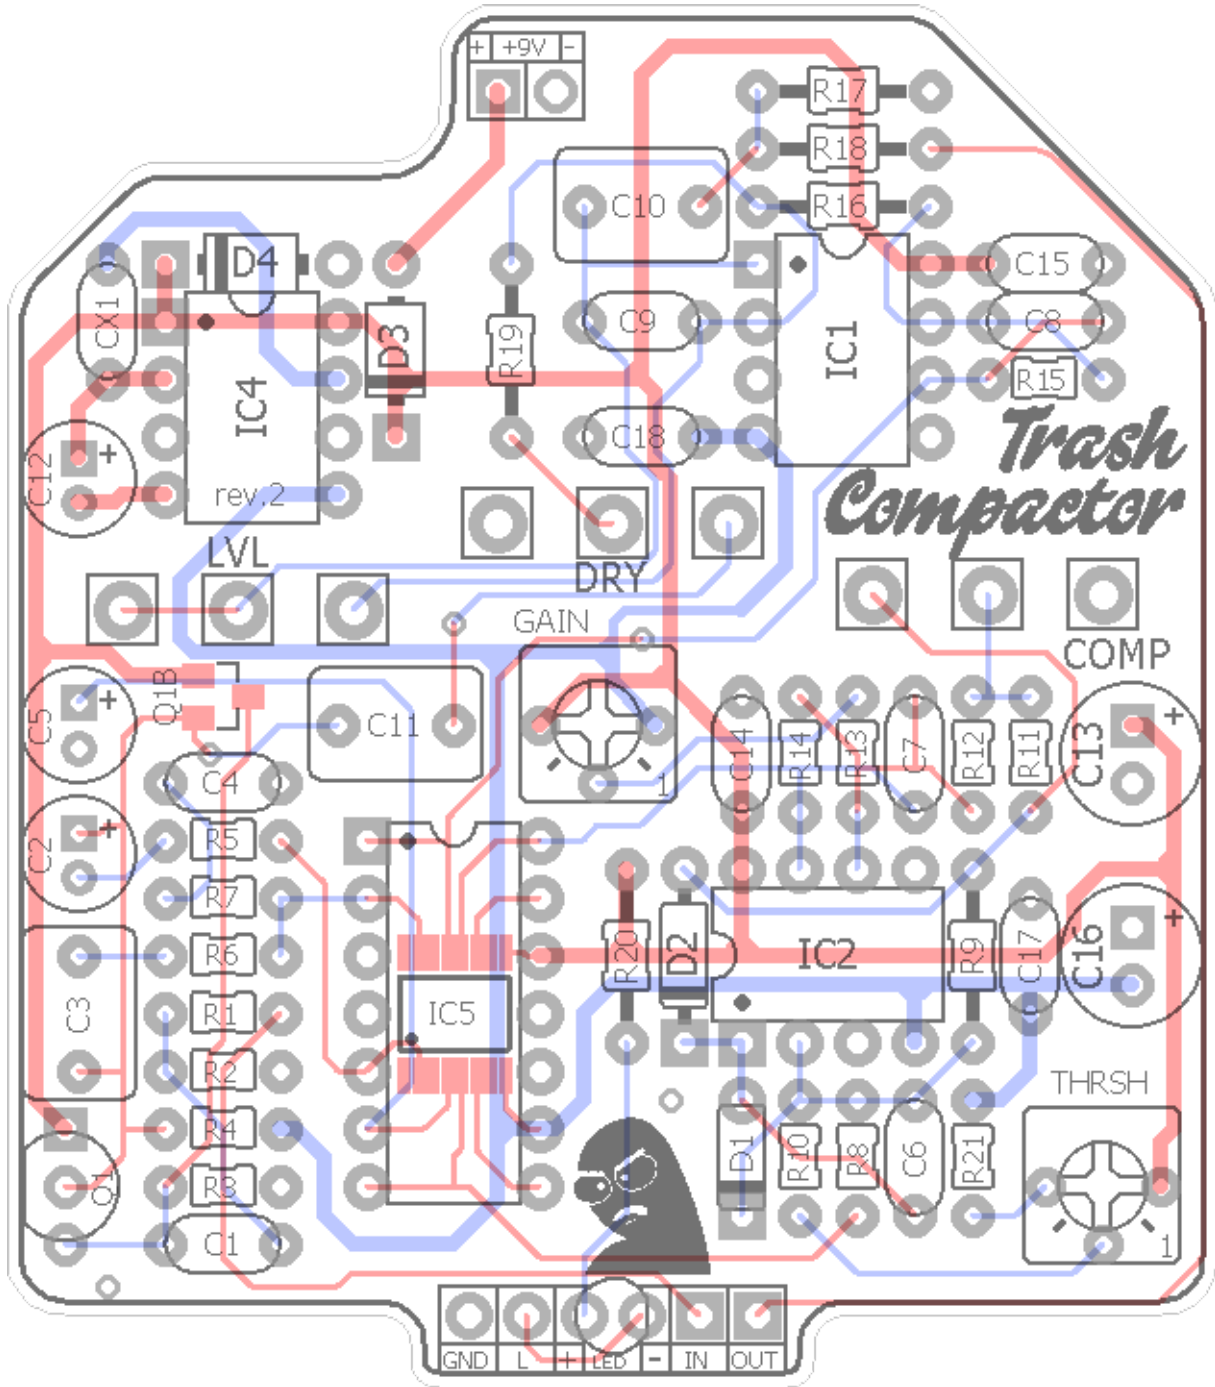 + +9V -
R17
R18
C10 R16
D4 C15
CX1 D3 R19 C9 IC1 C8
R15
IC4 C18
Trash
Compactor
C12 + rev.2
LVL
DRY
GAIN
COMP
Q1B
C5 + C11 C14 R14 R13 C7 R12 R11 C13 +
C4 1
C2 + R5
R7
R6 R20 D2 IC2 R9 C17 C16 +
C3 R1 IC5
R2 THRSH
R4 D1 R10 R8 C6 R21
Q1 R3
C1 1
GND L + LED - IN OUT